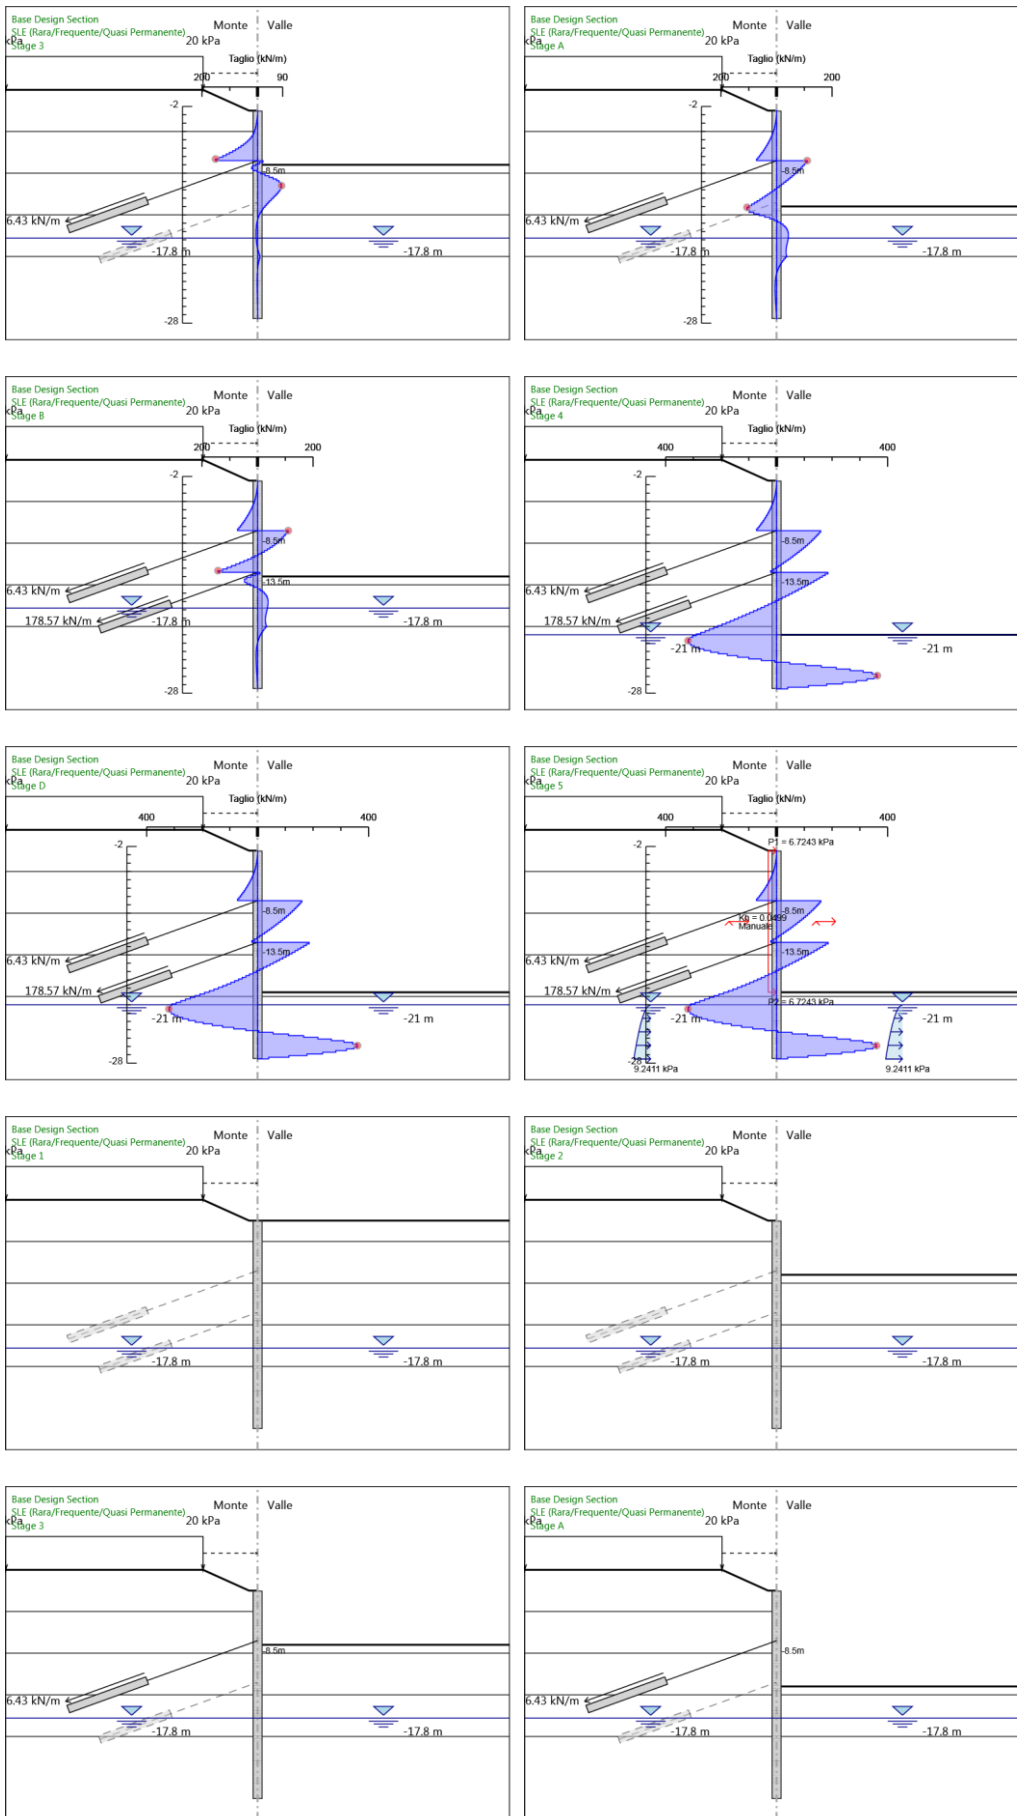 Base Design Section
SLE (Rara/Frequente/Quasi Permanente)
Stage 3
kPa
20 kPa
Monte
Valle
Taglio (kN/m)
200
90
-2
-8.5m
6.43 kN/m
-17.8 m
-17.8 m
-28
Base Design Section
SLE (Rara/Frequente/Quasi Permanente)
Stage A
kPa
20 kPa
Monte
Valle
Taglio (kN/m)
200
200
-2
-8.5m
6.43 kN/m
-17.8 m
-17.8 m
-28
Base Design Section
SLE (Rara/Frequente/Quasi Permanente)
Stage B
kPa
20 kPa
Monte
Valle
Taglio (kN/m)
200
200
-2
-8.5m
-13.5m
6.43 kN/m
178.57 kN/m
-17.8 m
-17.8 m
-28
Base Design Section
SLE (Rara/Frequente/Quasi Permanente)
Stage 4
kPa
20 kPa
Monte
Valle
Taglio (kN/m)
400
400
-2
-8.5m
-13.5m
6.43 kN/m
178.57 kN/m
-21 m
-21 m
-28
Base Design Section
SLE (Rara/Frequente/Quasi Permanente)
Stage D
kPa
20 kPa
Monte
Valle
Taglio (kN/m)
400
400
-2
-8.5m
-13.5m
6.43 kN/m
178.57 kN/m
-21 m
-21 m
-28
Base Design Section
SLE (Rara/Frequente/Quasi Permanente)
Stage 5
kPa
20 kPa
Monte
Valle
Taglio (kN/m)
400
400
P1 = 6.7243 kPa
-2
-8.5m
Kh = 0.0499
Manuale
-13.5m
6.43 kN/m
178.57 kN/m
P2 = 6.7243 kPa
-21 m
-21 m
-28
9.2411 kPa
9.2411 kPa
Base Design Section
SLE (Rara/Frequente/Quasi Permanente)
Stage 1
kPa
20 kPa
Monte
Valle
-17.8 m
-17.8 m
Base Design Section
SLE (Rara/Frequente/Quasi Permanente)
Stage 2
kPa
20 kPa
Monte
Valle
-17.8 m
-17.8 m
Base Design Section
SLE (Rara/Frequente/Quasi Permanente)
Stage 3
kPa
20 kPa
Monte
Valle
-8.5m
6.43 kN/m
-17.8 m
-17.8 m
Base Design Section
SLE (Rara/Frequente/Quasi Permanente)
Stage A
kPa
20 kPa
Monte
Valle
-8.5m
6.43 kN/m
-17.8 m
-17.8 m